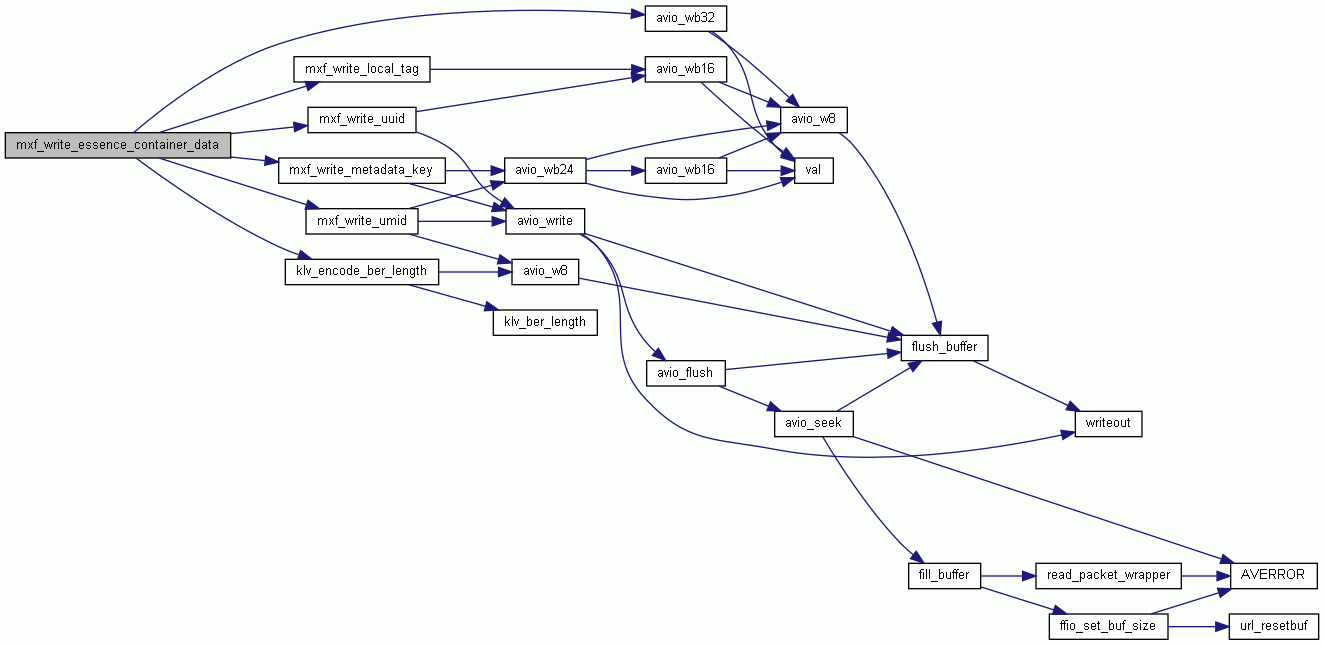 avio_wb32
mxf_write_local_tag
avio_wb16
mxf_write_uuid
avio_w8
mxf_write_essence_container_data
mxf_write_metadata_key
avio_wb24
avio_wb16
val
mxf_write_umid
avio_write
klv_encode_ber_length
avio_w8
klv_ber_length
flush_buffer
avio_flush
avio_seek
writeout
fill_buffer
read_packet_wrapper
AVERROR
ffio_set_buf_size
url_resetbuf